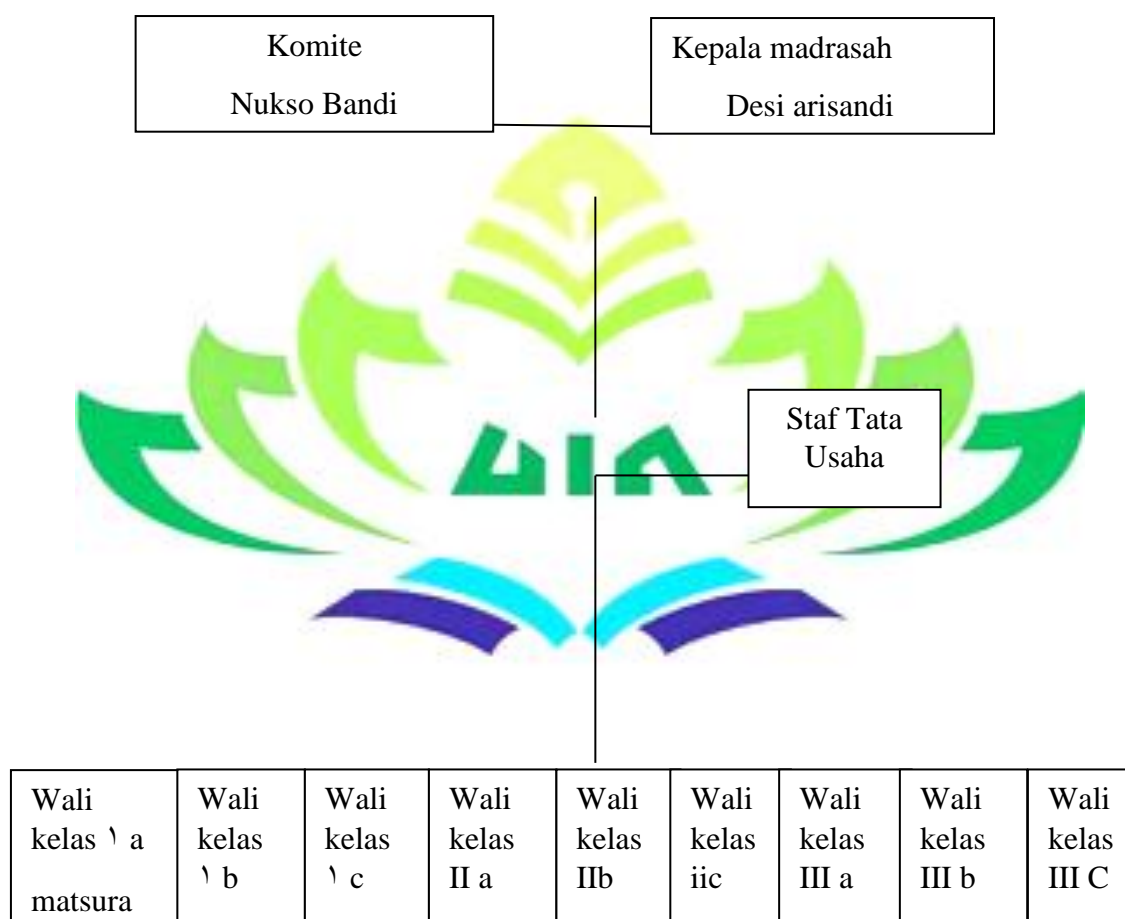 Komite
Nukso Bandi
Kepala madrasah
Desi arisandi
Staf Tata
Usaha
UIN
Wali
kelas ١ a
matsura
Wali
kelas
١ b
Wali
kelas
١ c
Wali
kelas
II a
Wali
kelas
IIb
Wali
kelas
iic
Wali
kelas
III a
Wali
kelas
III b
Wali
kelas
III C